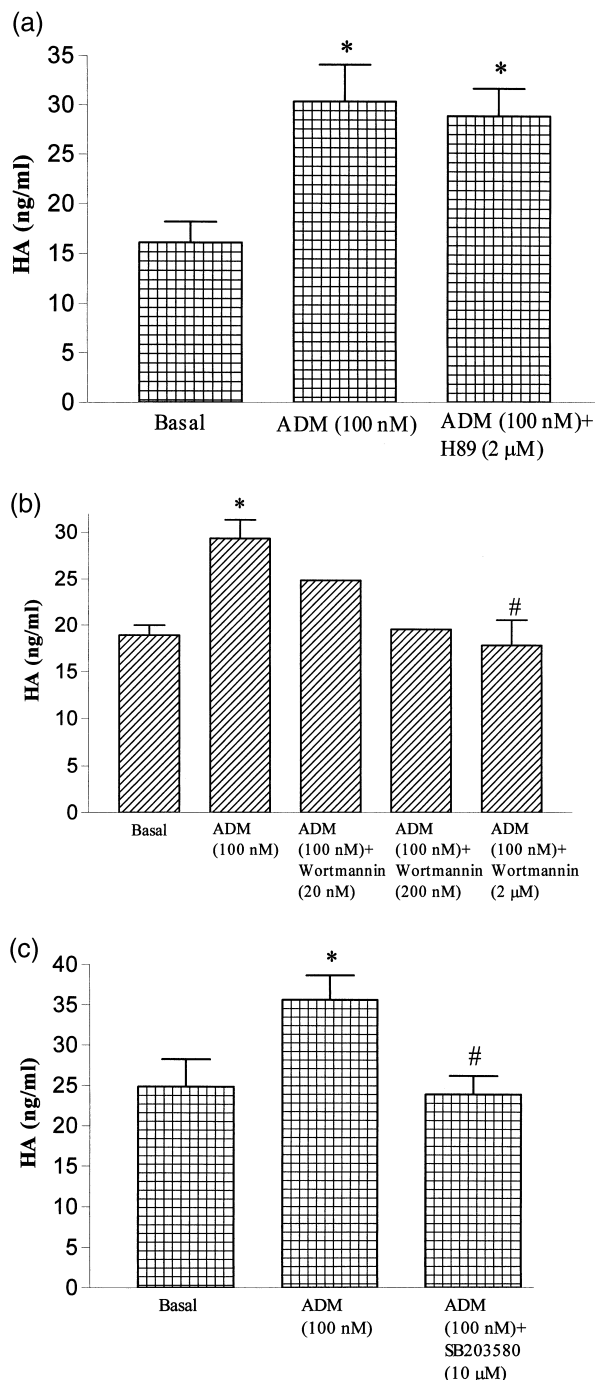 (a)
*
*
35
30
25
20
15
10
5
0
HA (ng/ml)
Basal
ADM (100 nM)
ADM (100 nM)+
H89 (2 μM)
(b)
*
#
30
25
20
15
10
5
0
HA (ng/ml)
Basal
ADM
(100 nM)
ADM
(100 nM)+
Wortmannin
(20 nM)
ADM
(100 nM)+
Wortmannin
(200 nM)
ADM
(100 nM)+
Wortmannin
(2 μM)
(c)
*
#
40
35
30
25
20
15
10
5
0
HA (ng/ml)
Basal
ADM
(100 nM)
ADM
(100 nM)+
SB203580
(10 μM)